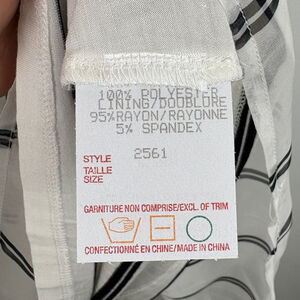 100% POLYESTER
LINING/DOUBLURE
95%RAYON/RAYONNE
5% SPANDEX
STYLE 2561
TAILLE
SIZE
GARNITURE NON COMPRISE/EXCL. OF TRIM
CONFECTIONNÉ EN CHINE/MADE IN CHINA